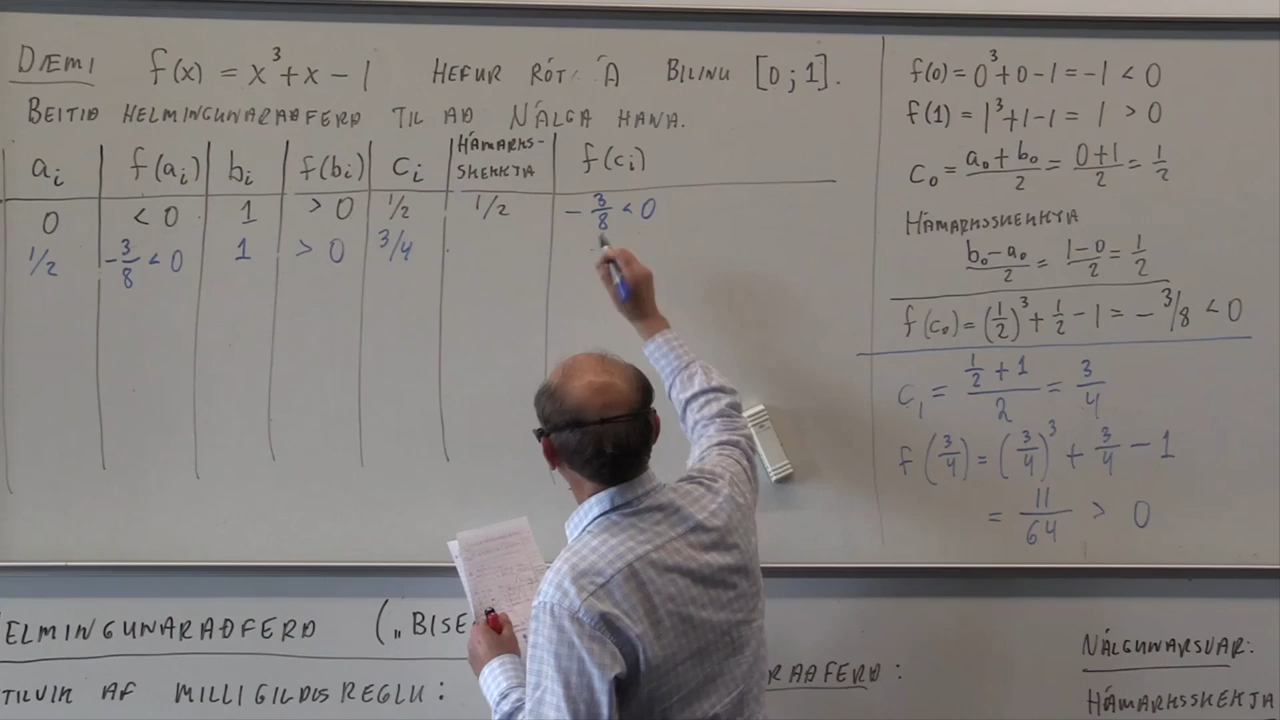 DÆMI f(x) = x³+x-1 HEFUR RÓT Á BILINU [0;1].
BEITIÐ HELMINGUNARAÐFERÐ TIL AÐ NÁLGA HANA.
aᵢ f(aᵢ) bᵢ f(bᵢ) cᵢ HÁMARKS-SKEKKJA f(cᵢ)
0 < 0 1 > 0 1/2 1/2 -3/8 < 0
1/2 -3/8 < 0 1 > 0 3/4
f(0) = 0³+0-1 = -1 < 0
f(1) = 1³+1-1 = 1 > 0
c₀ = (a₀+b₀)/2 = (0+1)/2 = 1/2
HÁMARKSSKEKKJA
(b₀-a₀)/2 = (1-0)/2 = 1/2
f(c₀) = (1/2)³ + 1/2 - 1 = -3/8 < 0
c₁ = (1/2 + 1)/2 = 3/4
f(3/4) = (3/4)³ + 3/4 - 1
= 11/64 > 0
ELMINGUNARAÐFERÐ („BISE
TILVIK AF MILLIGILDISREGLU:
RAÐFERÐ:
NÁLGUNARSVAR:
HÁMARKSSKEKJA